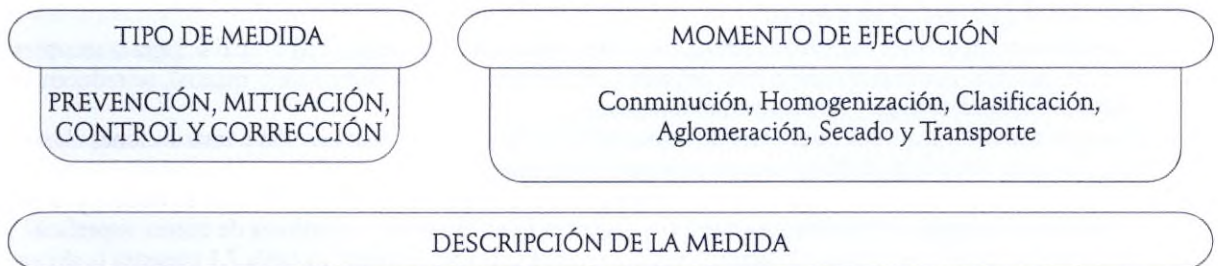 TIPO DE MEDIDA
PREVENCIÓN, MITIGACIÓN,
CONTROL Y CORRECCIÓN
MOMENTO DE EJECUCIÓN
Conminución, Homogenización, Clasificación,
Aglomeración, Secado y Transporte
DESCRIPCIÓN DE LA MEDIDA